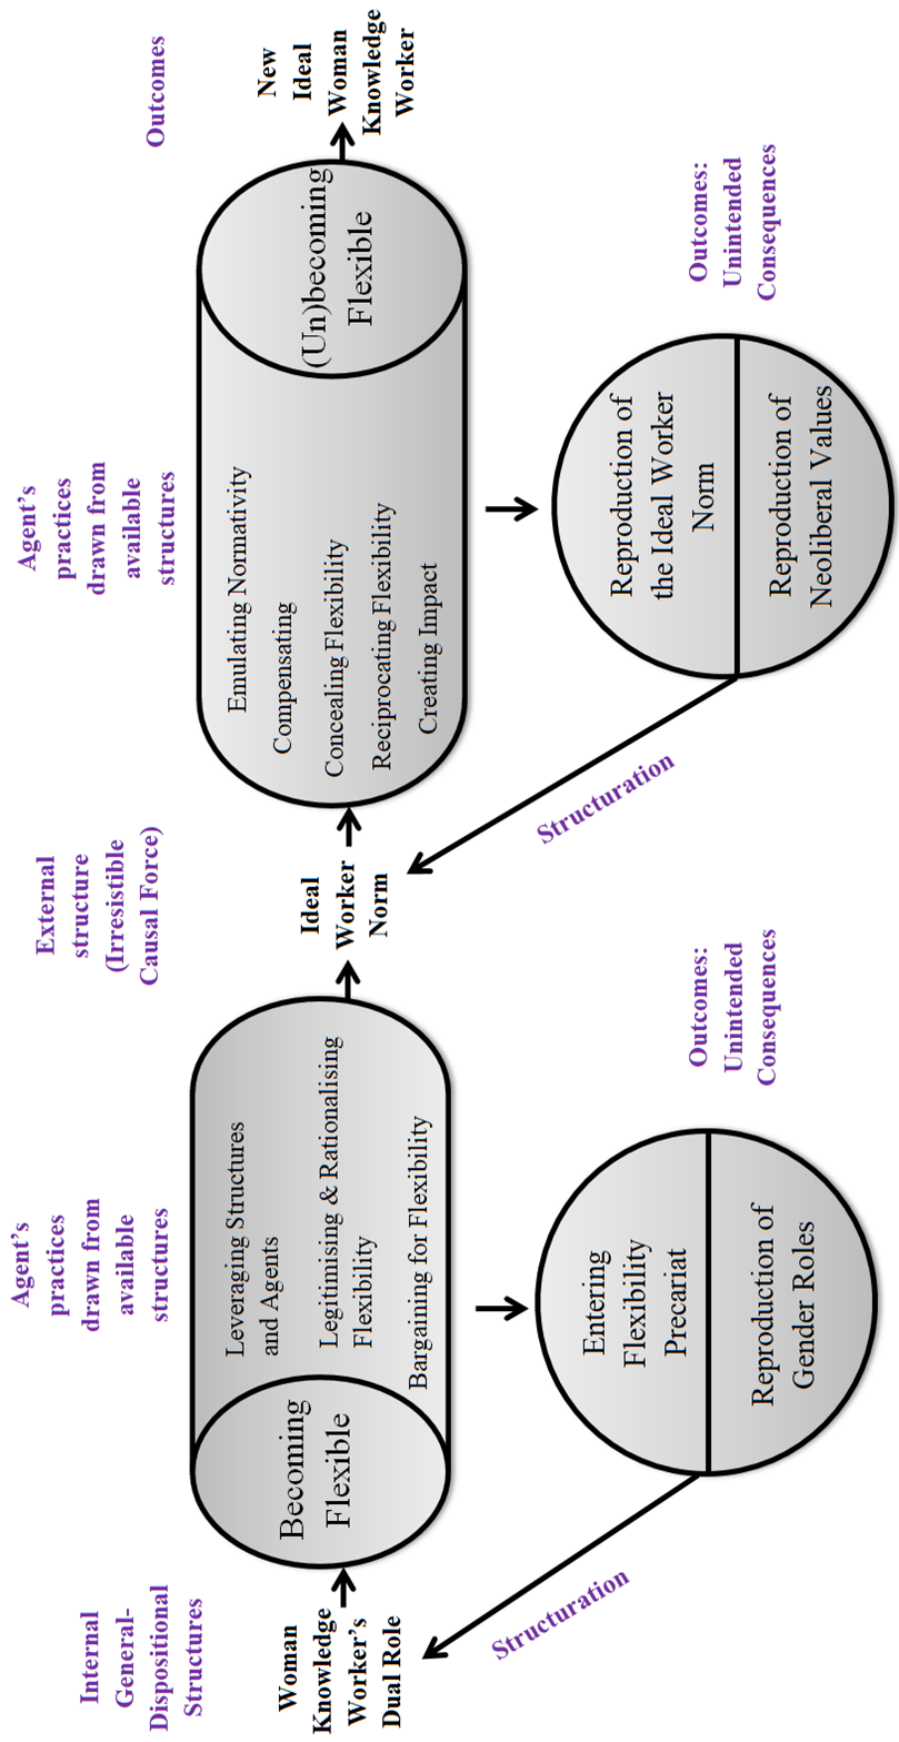 Internal
General-
Dispositional
Structures
Agent's
practices
drawn from
available
structures
External
structure
(Irresistible
Causal Force)
Agent's
practices
drawn from
available
structures
Outcomes
Woman
Knowledge
Worker's
Dual Role
Becoming
Flexible
Leveraging Structures
and Agents
Legitimising & Rationalising
Flexibility
Bargaining for Flexibility
Ideal
Worker
Norm
Emulating Normativity
Compensating
Concealing Flexibility
Reciprocating Flexibility
Creating Impact
(Un)becoming
Flexible
New
Ideal
Woman
Knowledge
Worker
Structuration
Entering
Flexibility
Precariat
Reproduction of
Gender Roles
Outcomes:
Unintended
Consequences
Structuration
Reproduction of
the Ideal Worker
Norm
Reproduction of
Neoliberal Values
Outcomes:
Unintended
Consequences